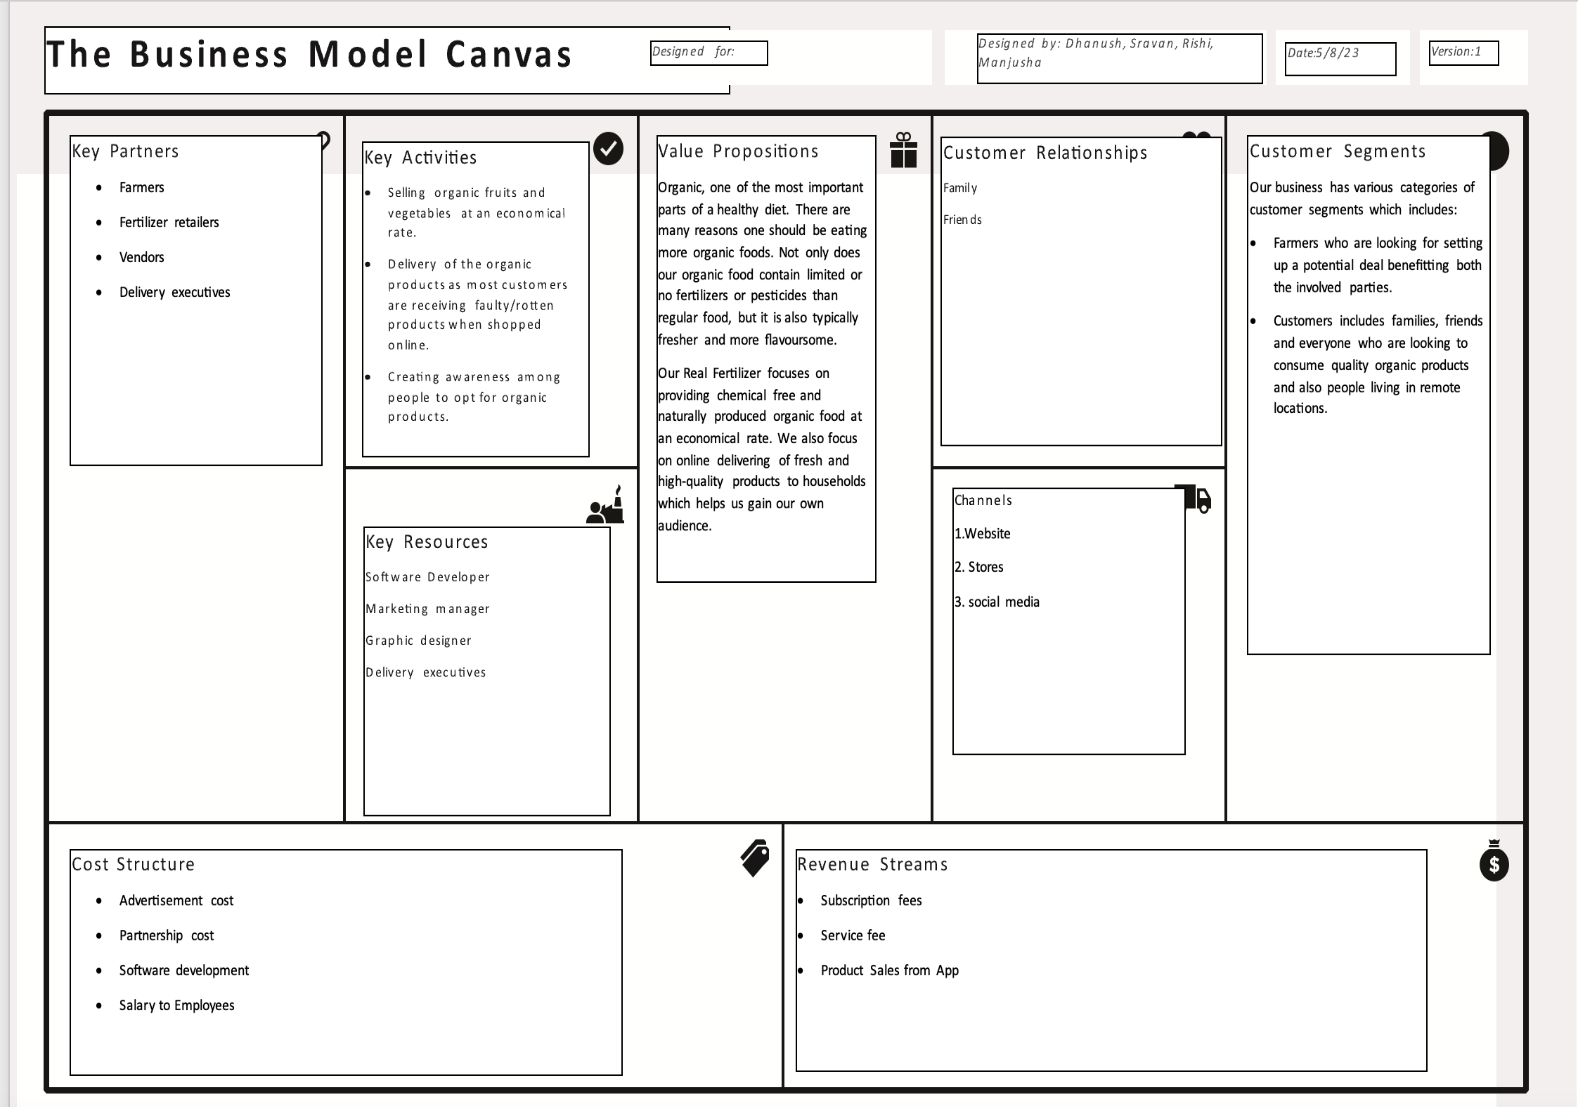 The Business Model Canvas
Designed for:
Designed by: Dhanush, Sravan, Rishi,
Manjusha
Date:5/8/23
Version:1
Key Partners
• Farmers
• Fertilizer retailers
• Vendors
• Delivery executives
Key Activities
• Selling organic fruits and
vegetables at an economical
rate.
• Delivery of the organic
products as most customers
are receiving faulty/rotten
products when shopped
online.
• Creating awareness among
people to opt for organic
products.
Key Resources
Software Developer
Marketing manager
Graphic designer
Delivery executives
Value Propositions
Organic, one of the most important
parts of a healthy diet. There are
many reasons one should be eating
more organic foods. Not only does
our organic food contain limited or
no fertilizers or pesticides than
regular food, but it is also typically
fresher and more flavoursome.
Our Real Fertilizer focuses on
providing chemical free and
naturally produced organic food at
an economical rate. We also focus
on online delivering of fresh and
high-quality products to households
which helps us gain our own
audience.
Customer Relationships
Family
Friends
Channels
1.Website
2. Stores
3. social media
Customer Segments
Our business has various categories of
customer segments which includes:
• Farmers who are looking for setting
up a potential deal benefitting both
the involved parties.
• Customers includes families, friends
and everyone who are looking to
consume quality organic products
and also people living in remote
locations.
Cost Structure
• Advertisement cost
• Partnership cost
• Software development
• Salary to Employees
Revenue Streams
• Subscription fees
• Service fee
• Product Sales from App
$